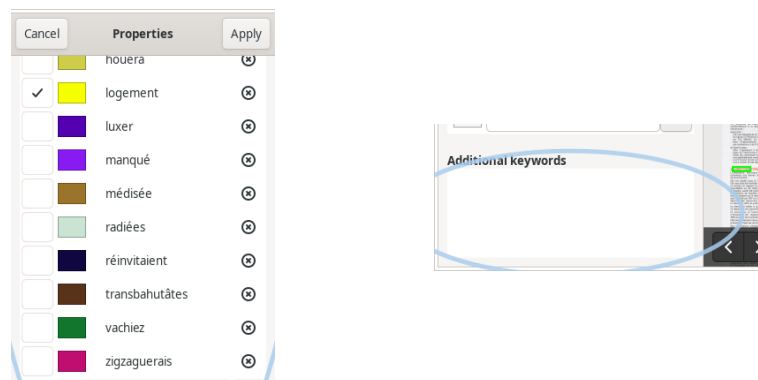 Cancel Properties Apply
houera
logement
luxer
manqué
médisée
radiées
réinvitaient
transbahutâtes
vachiez
zigzaguerais
Additional keywords